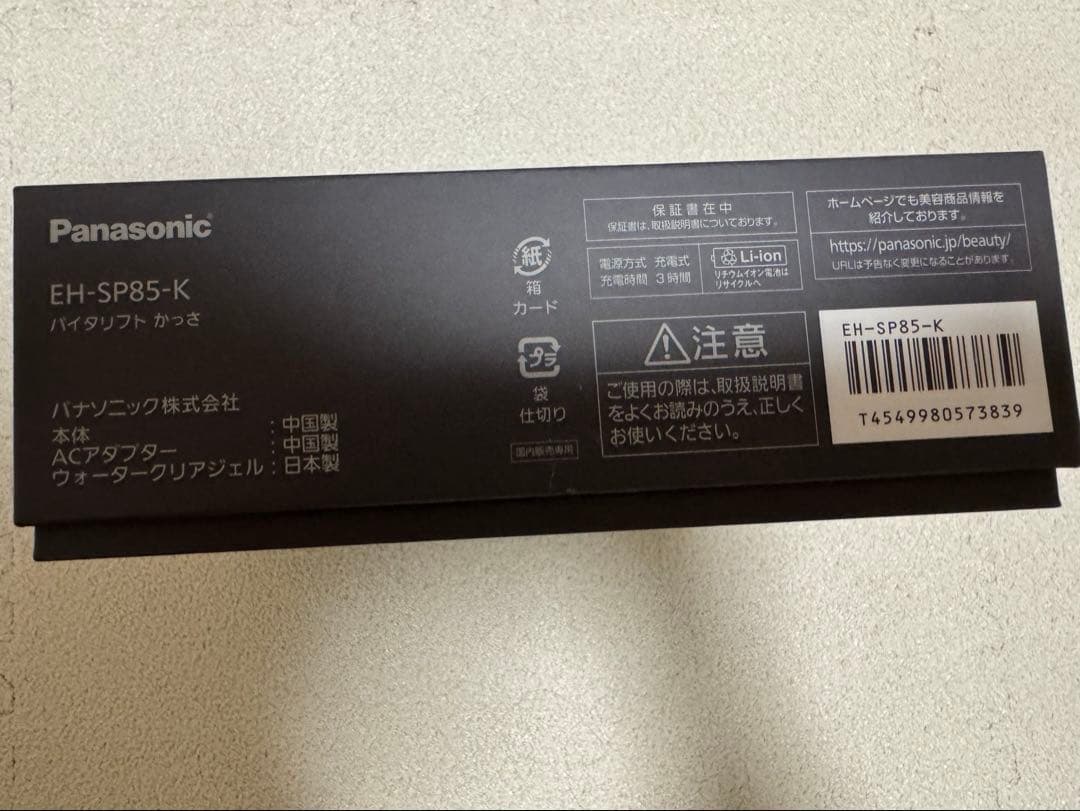 Panasonic
EH-SP85-K
バイタリフト かっさ
パナソニック株式会社
本体 : 中国製
ACアダプター : 中国製
ウォータークリアジェル : 日本製
紙
箱
カード
プラ
袋
仕切り
国内販売専用
保証書在中
保証書は、取扱説明書についております。
電源方式 充電式
充電時間 3時間
Li-ion
リチウムイオン電池は
リサイクルへ
注意
ご使用の際は、取扱説明書
をよくお読みのうえ、正しく
お使いください。
ホームページでも美容商品情報を
紹介しております。
https://panasonic.jp/beauty/
URLは予告なく変更になることがあります。
EH-SP85-K
T4549980573839